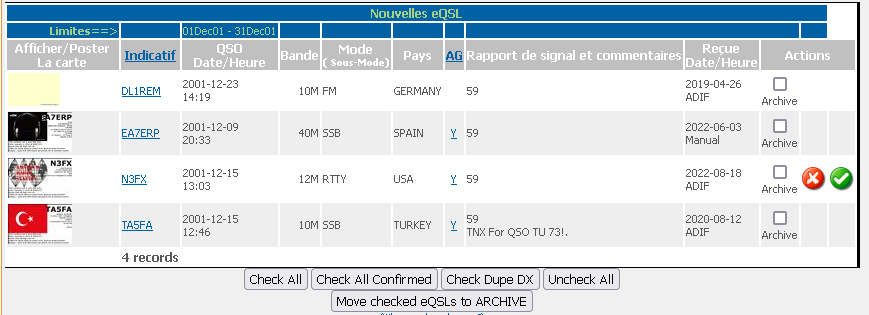 Nouvelles eQSL
Limites==> 01Dec01 - 31Dec01
Afficher/Poster La carte Indicatif QSO Date/Heure Bande Mode ( Sous-Mode) Pays AG Rapport de signal et commentaires Reçue Date/Heure Actions
DL1REM 2001-12-23 14:19 10M FM GERMANY 59 2019-04-26 ADIF Archive
EA7ERP EA7ERP 2001-12-09 20:33 40M SSB SPAIN Y 59 2022-06-03 Manual Archive
N3FX N3FX 2001-12-15 13:03 12M RTTY USA Y 59 2022-08-18 ADIF Archive
TA5FA TA5FA 2001-12-15 12:46 10M SSB TURKEY Y 59 TNX For QSO TU 73!. 2020-08-12 ADIF Archive
4 records
Check All Check All Confirmed Check Dupe DX Uncheck All
Move checked eQSLs to ARCHIVE